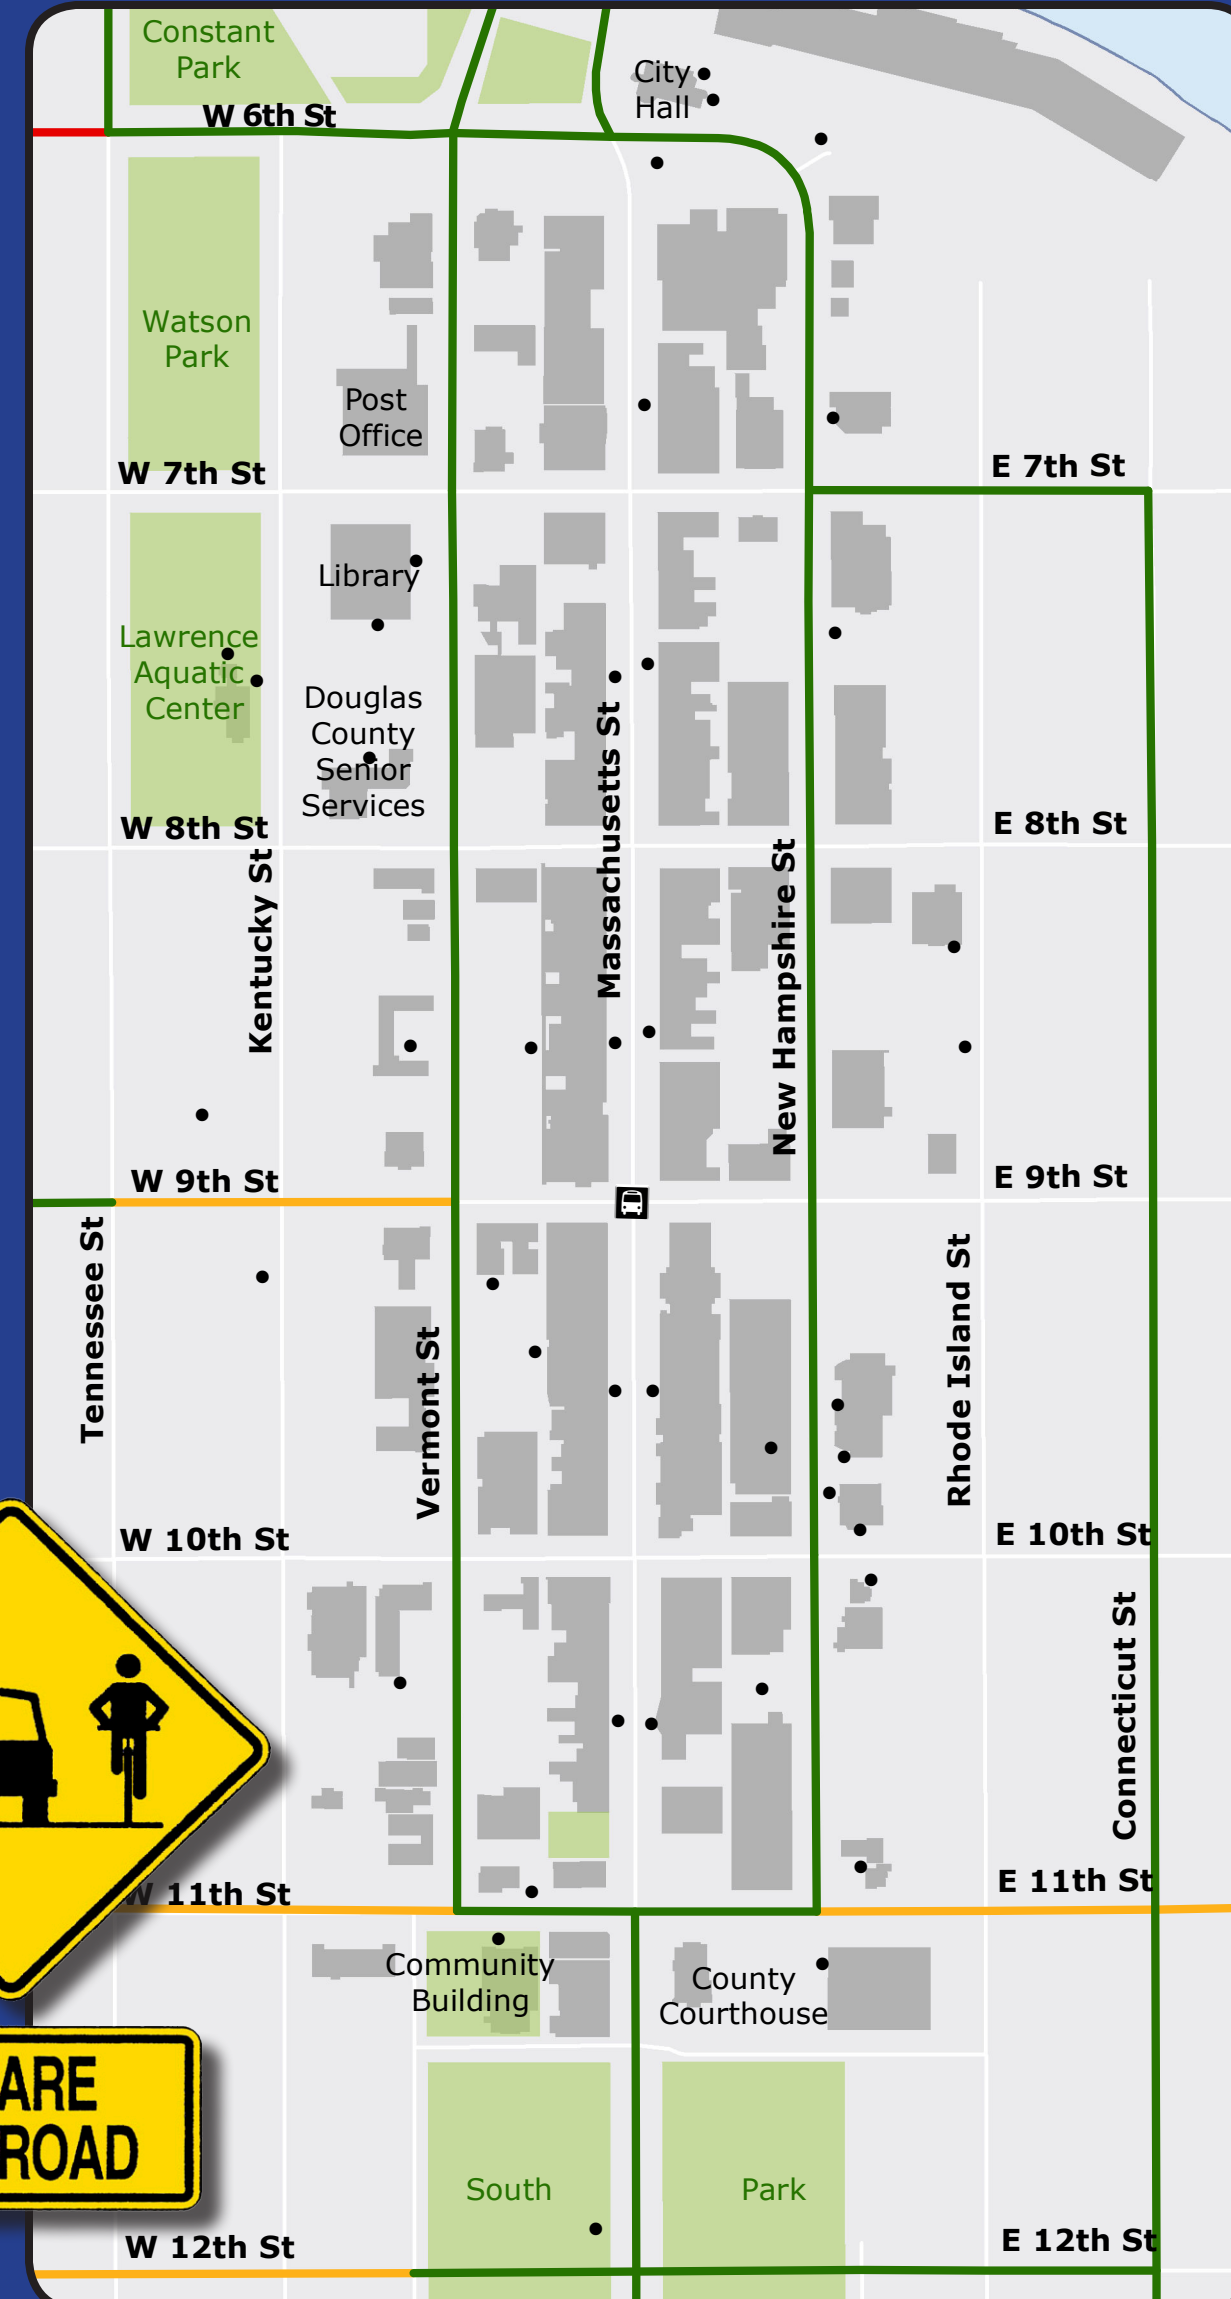 Constant
Park
City
Hall
W 6th St
Watson
Park
Post
Office
W 7th St
E 7th St
Library
Lawrence
Aquatic
Center
Douglas
County
Senior
Services
Massachusetts St
W 8th St
E 8th St
Kentucky St
New Hampshire St
W 9th St
E 9th St
Tennessee St
Vermont St
Rhode Island St
W 10th St
E 10th St
Connecticut St
W 11th St
E 11th St
Community
Building
County
Courthouse
ARE
ROAD
South
Park
W 12th St
E 12th St